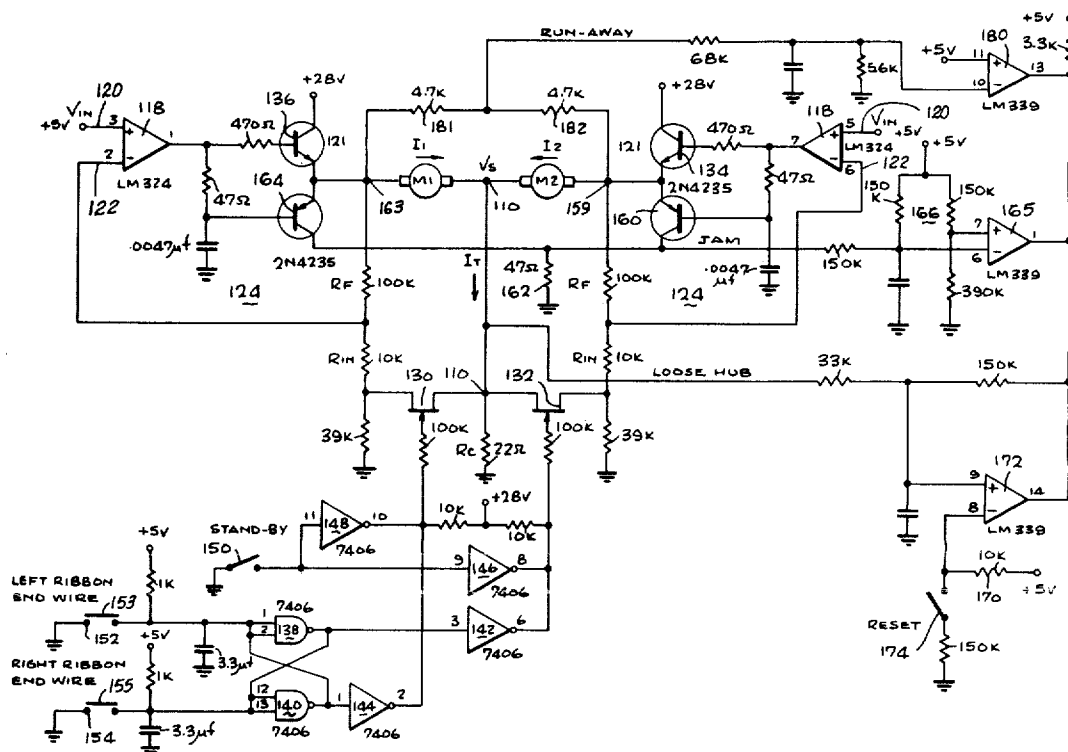 RUN-AWAY
+5V
180
+5V
11
3.3K
68K
13
10
56K
LM339
+28V
+28V
4.7K
4.7K
136
120
118
181
182
118
120
VIN
+5V
3
1
470Ω
121
I1
I2
121
470Ω
7
5
VIN
+5V
2
LM324
LM324
6
134
VS
M1
M2
2N4235
122
164
47Ω
163
110
159
160
47Ω
122
150K
166
150K
165
7
1
6
LM339
.0047µf
2N4235
JAM
IT
47Ω
162
.0047µf
150K
390K
124
RF
100K
RF
100K
124
RIN
10K
RIN
10K
130
110
132
LOOSE HUB
33K
150K
39K
100K
RC
22Ω
100K
39K
172
9
14
8
LM339
+28V
10K
10K
STAND-BY
11
148
10
7406
150
9
146
8
7406
10K
170
+5V
+5V
LEFT RIBBON
END WIRE
153
1K
7406
1
2
138
3
142
6
7406
RESET
174
150K
152
+5V
3.3µf
RIGHT RIBBON
END WIRE
155
1K
12
13
140
1
144
2
154
3.3µf
7406
7406